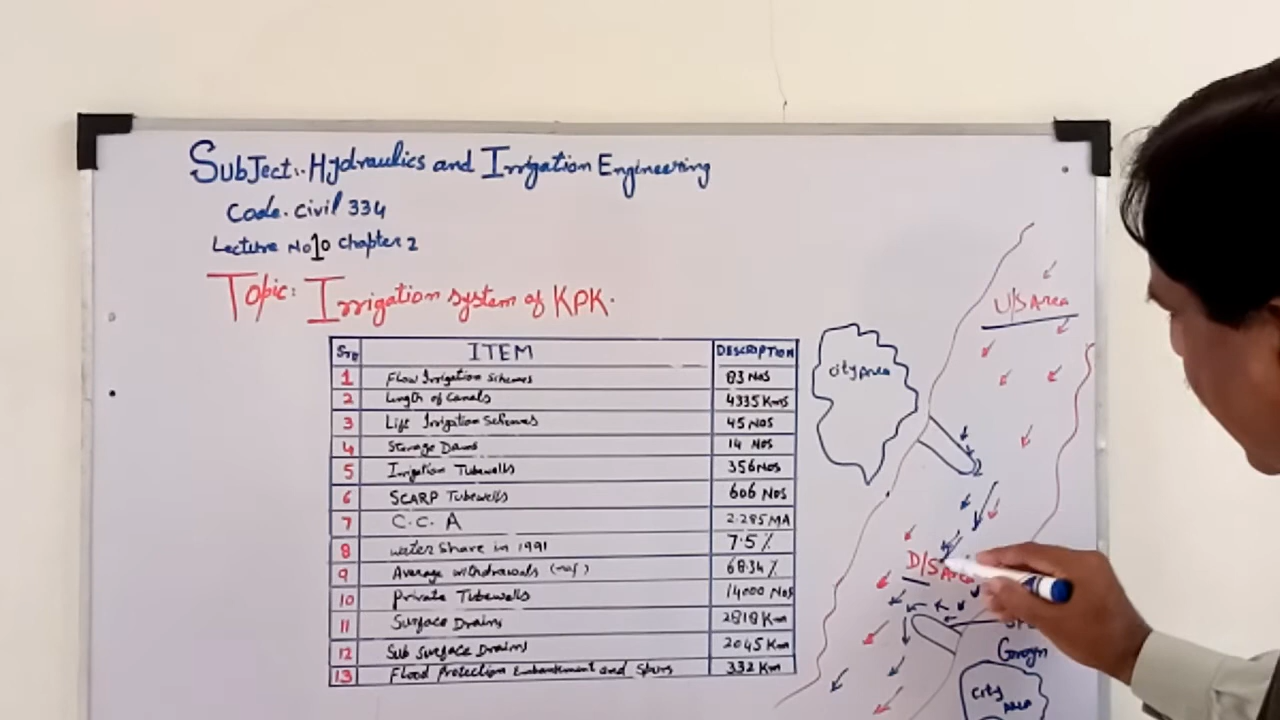 SubJect:. Hydraulics and Irrigation Engineering
Code. Civil 334
Lecture No 10 Chapter 2
Topic: Irrigation system of KPK.
Sr# ITEM DESCRIPTION
1 Flow Irrigation Schemes 83 Nos
2 Length of Canals 4335 Kms
3 Lift Irrigation Schemes 45 Nos
4 Storage Dams 14 Nos
5 Irrigation Tubewells 356 Nos
6 SCARP Tubewells 606 Nos
7 C.C.A 2.285 MA
8 water Share in 1991 7.5 %
9 Average withdrawals (maf) 68.34 %
10 Private Tubewells 14000 Nos
11 Surface Drains 2818 Km
12 Sub Surface Drains 2045 Km
13 Flood Protection Embankment and Spurs 332 Km
U/S Area
city Area
D/S Area
City
Area